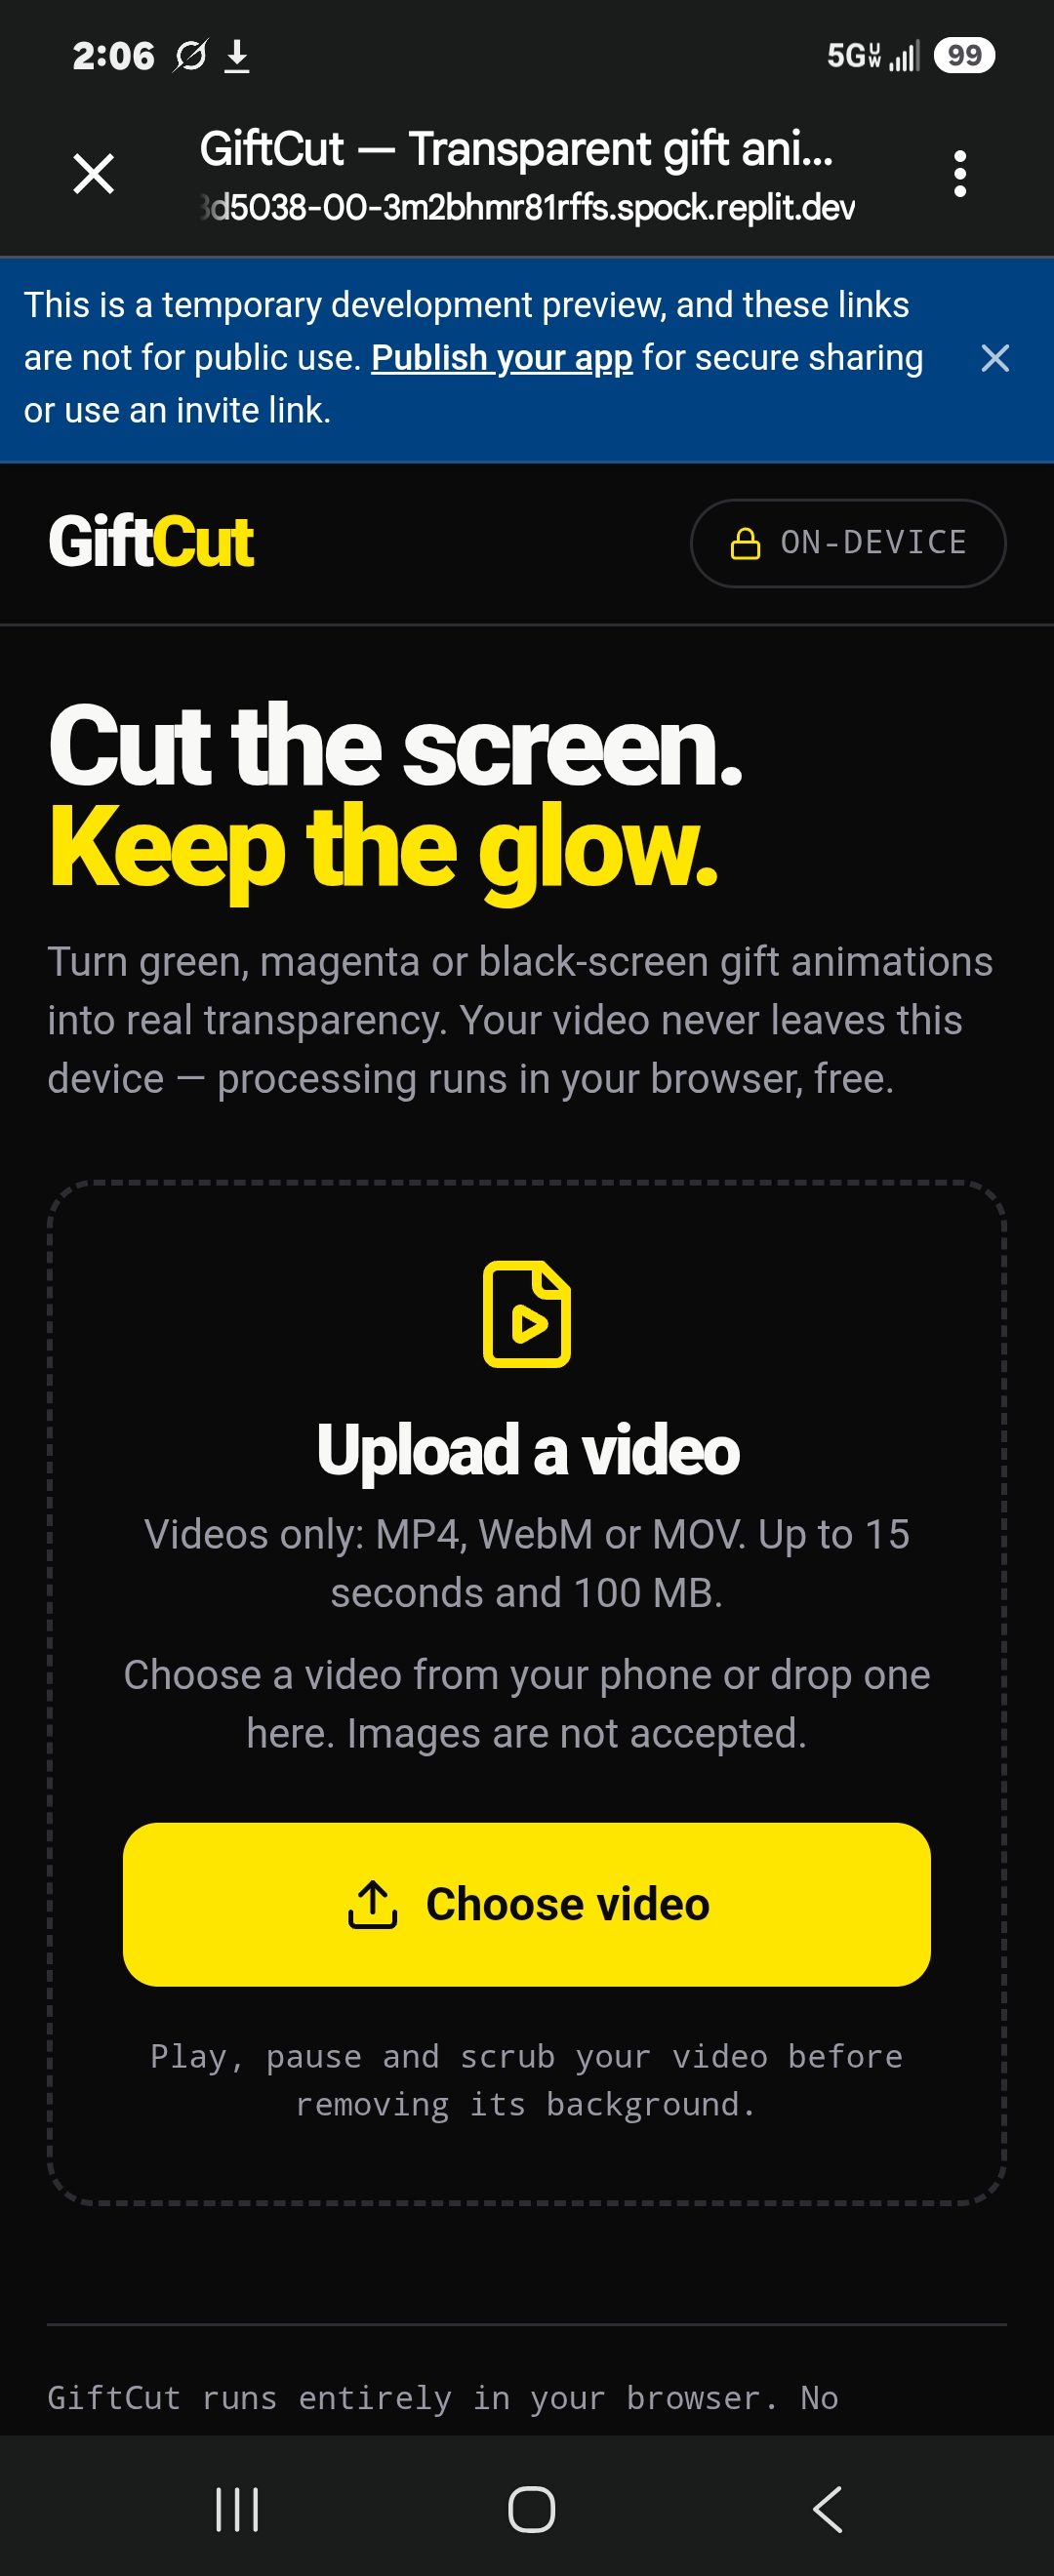 2:06
5G UW
99
GiftCut — Transparent gift ani...
3d5038-00-3m2bhmr81rffs.spock.replit.dev
This is a temporary development preview, and these links
are not for public use. Publish your app for secure sharing
or use an invite link.
GiftCut
ON-DEVICE
Cut the screen.
Keep the glow.
Turn green, magenta or black-screen gift animations
into real transparency. Your video never leaves this
device — processing runs in your browser, free.
Upload a video
Videos only: MP4, WebM or MOV. Up to 15
seconds and 100 MB.
Choose a video from your phone or drop one
here. Images are not accepted.
Choose video
Play, pause and scrub your video before
removing its background.
GiftCut runs entirely in your browser. No